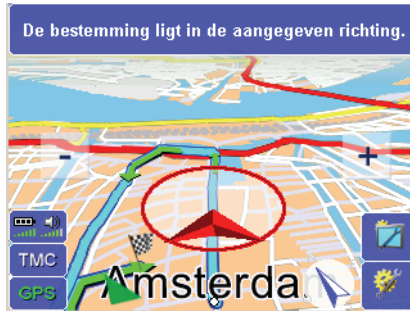 De bestemming ligt in de aangegeven richting.
- +
TMC
GPS
Amsterda